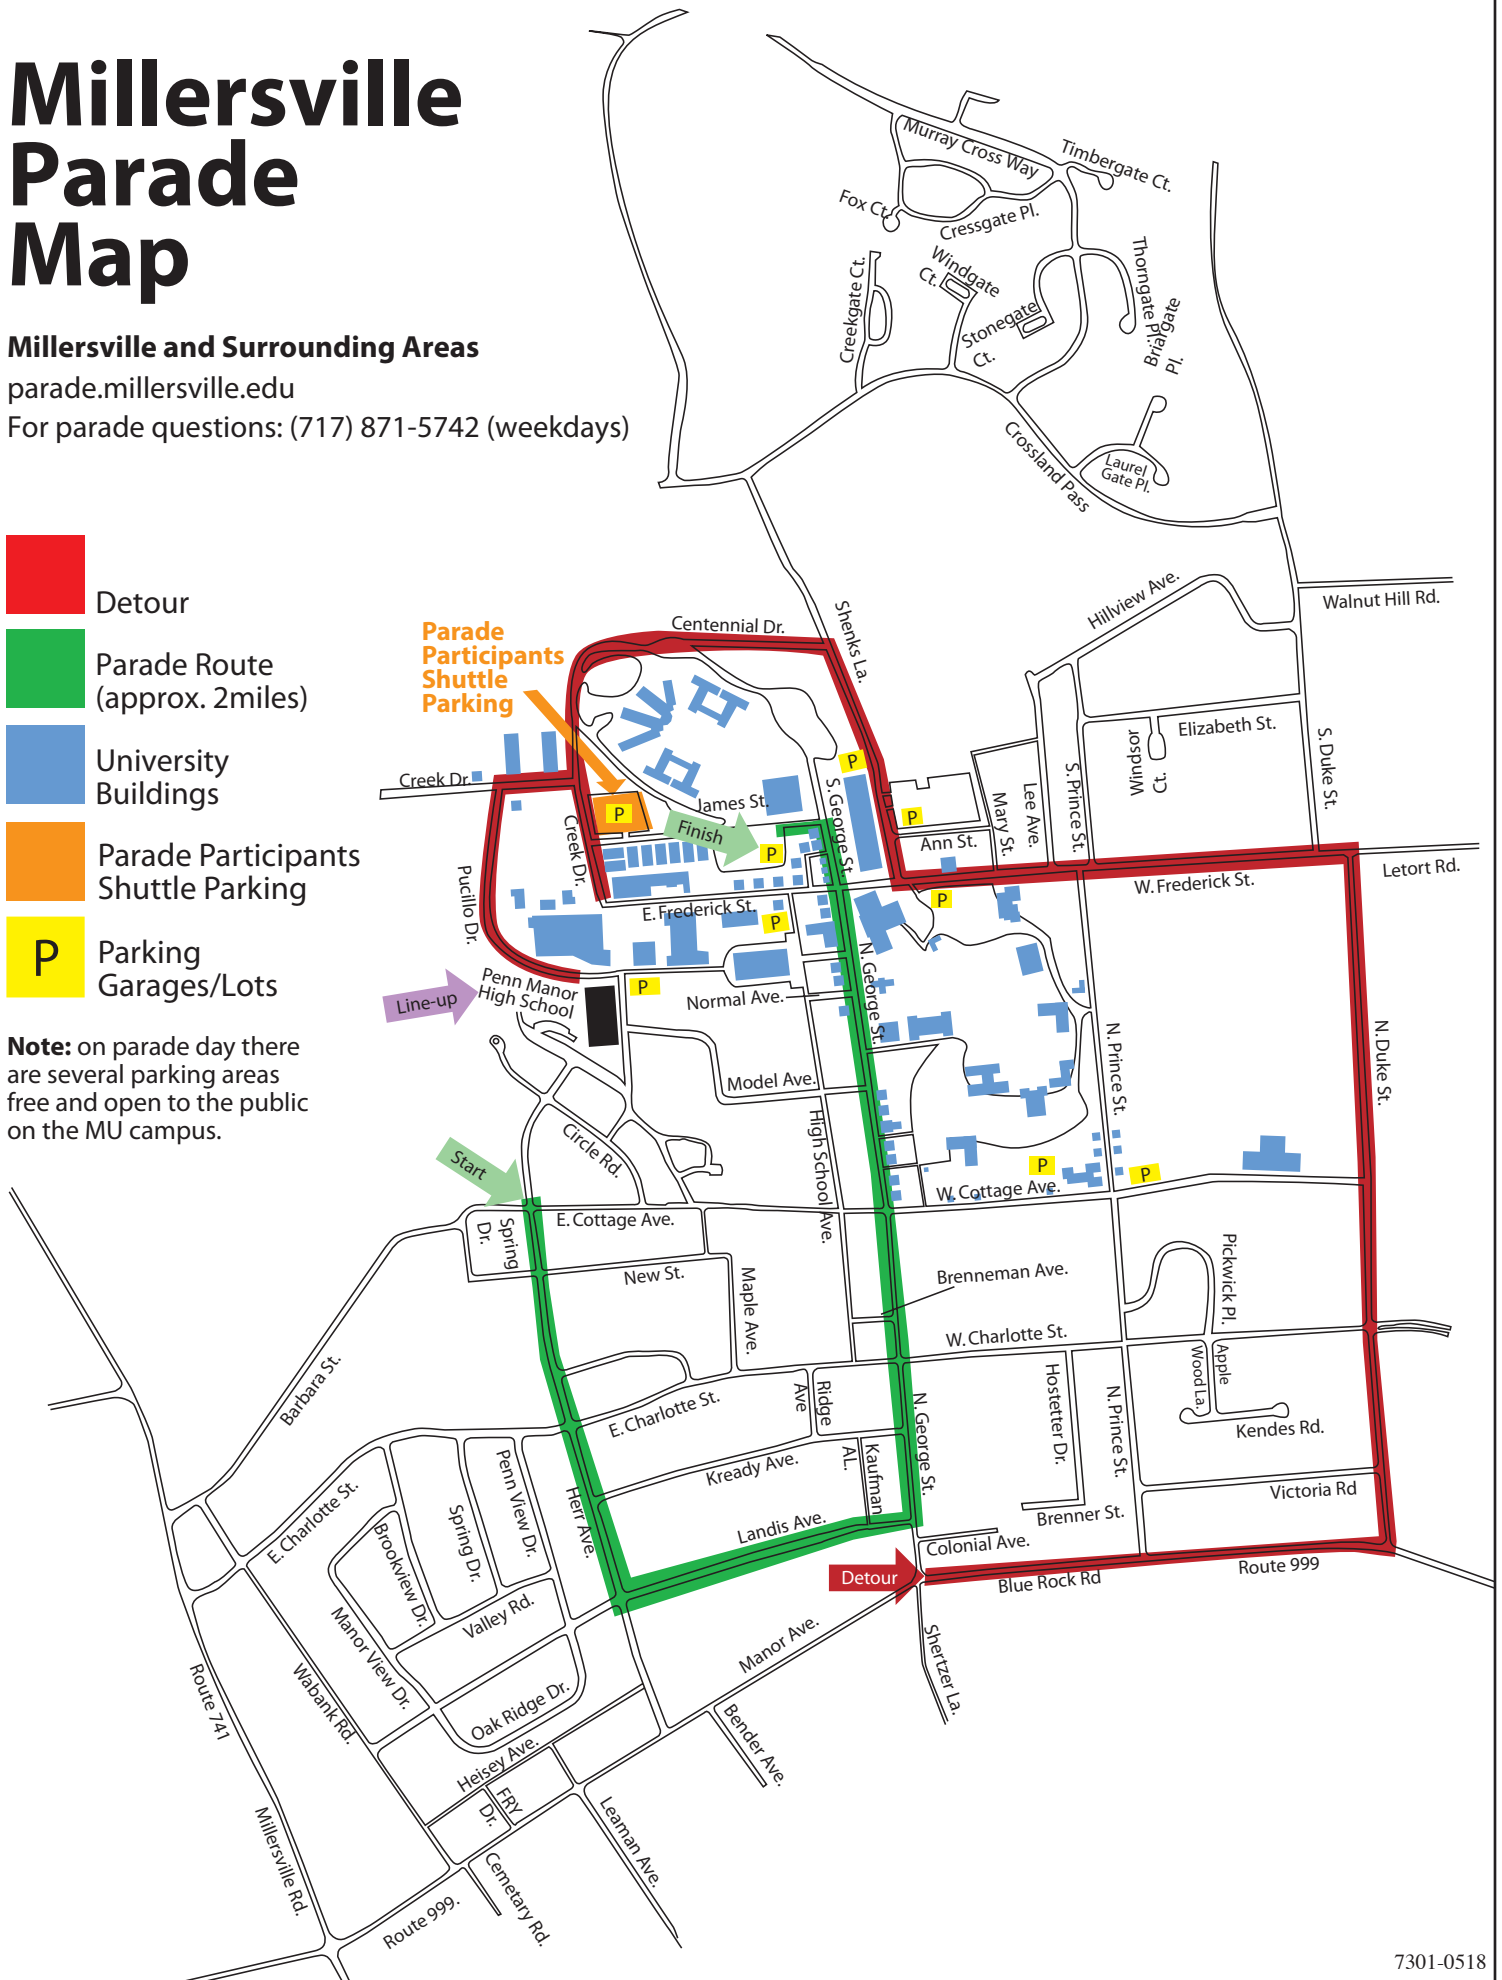 Millersville
Parade
Map
Millersville and Surrounding Areas
parade.millersville.edu
For parade questions: (717) 871-5742 (weekdays)
Detour
Parade Route
(approx. 2miles)
University
Buildings
Parade Participants
Shuttle Parking
P
Parking
Garages/Lots
Note: on parade day there
are several parking areas
free and open to the public
on the MU campus.
Murray Cross Way
Timbergate Ct.
Fox Ct.
Cressgate Pl.
Windgate
Ct.
Creekgate Ct.
Stonegate
Ct.
Thorngate Pl.
Briargate
Pl.
Crossland Pass
Laurel
Gate Pl.
Hillview Ave.
Walnut Hill Rd.
Shenks La.
Centennial Dr.
Parade
Participants
Shuttle
Parking
Elizabeth St.
Windsor
Ct.
S. Duke St.
S. Prince St.
Lee Ave.
Mary St.
Creek Dr.
James St.
S. George St.
P
P
P
P
Finish
Ann St.
Creek Dr.
Letort Rd.
W. Frederick St.
E. Frederick St.
P
P
Pucillo Dr.
N. George St.
Line-up
Penn Manor
High School
P
Normal Ave.
N. Prince St.
N. Duke St.
Model Ave.
High School Ave.
Circle Rd.
Start
P
P
W. Cottage Ave.
E. Cottage Ave.
Spring
Dr.
New St.
Maple Ave.
Brenneman Ave.
Pickwick Pl.
W. Charlotte St.
Barbara St.
Ridge
Ave
Hostetter Dr.
N. Prince St.
Wood La.
Apple
Kendes Rd.
E. Charlotte St.
N. George St.
Kready Ave.
Kaufman
AL.
Penn View Dr.
Spring Dr.
Herr Ave.
Victoria Rd
Brenner St.
Landis Ave.
E. Charlotte St.
Brookview Dr.
Colonial Ave.
Detour
Blue Rock Rd
Route 999
Valley Rd.
Manor View Dr.
Manor Ave.
Shertzer La.
Route 741
Wabank Rd.
Oak Ridge Dr.
Bender Ave.
Heisey Ave.
FRY
Dr.
Leaman Ave.
Millersville Rd.
Cemetary Rd.
Route 999.
7301-0518